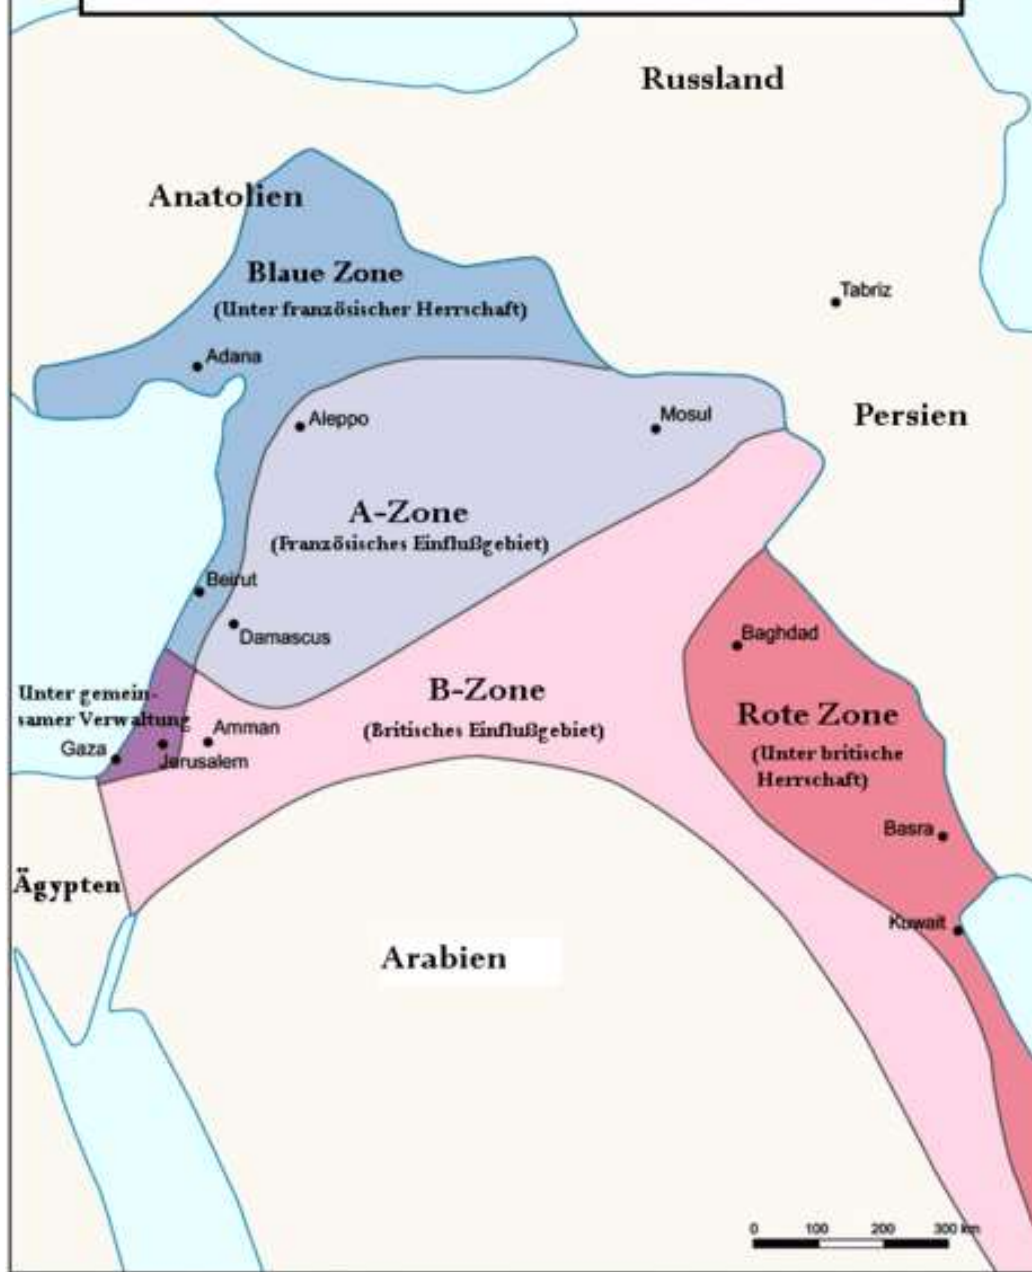 Russland
Anatolien
Blaue Zone
(Unter französischer Herrschaft)
Tabriz
Adana
Aleppo
Mosul
Persien
A-Zone
(Französisches Einflußgebiet)
Beirut
Damascus
Baghdad
Unter gemein-
samer Verwaltung
B-Zone
(Britisches Einflußgebiet)
Rote Zone
(Unter britische
Herrschaft)
Amman
Gaza
Jerusalem
Basra
Ägypten
Kuwait
Arabien
0 100 200 300 km